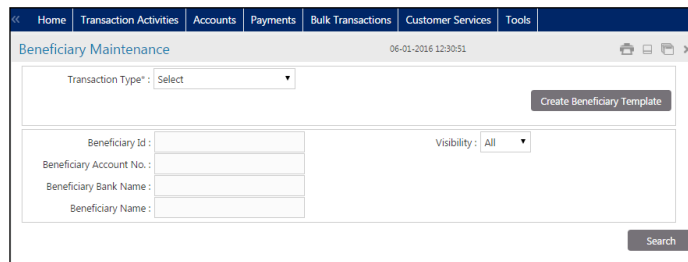 « Home Transaction Activities Accounts Payments Bulk Transactions Customer Services Tools
Beneficiary Maintenance 06-01-2016 12:30:51
Transaction Type* : Select
Create Beneficiary Template
Beneficiary Id : Visibility : All
Beneficiary Account No. :
Beneficiary Bank Name :
Beneficiary Name :
Search